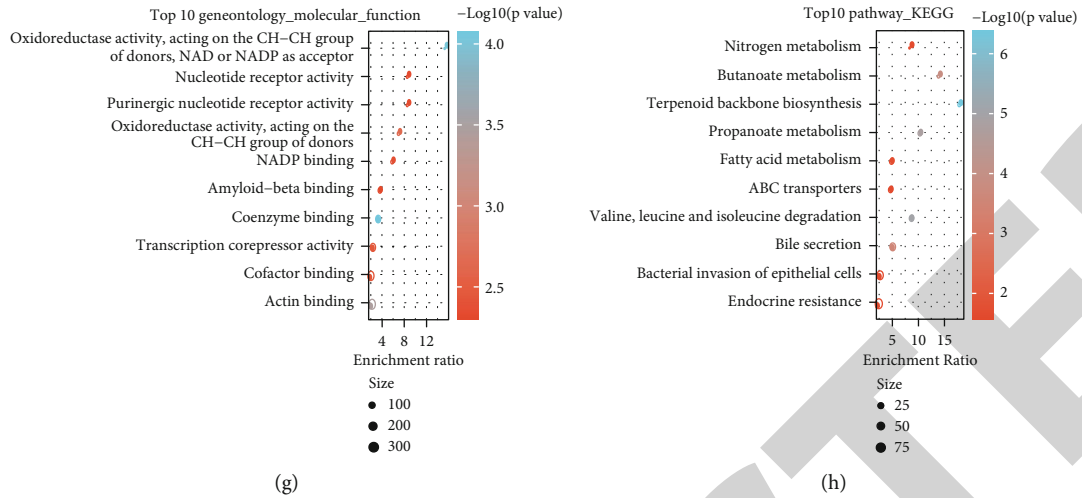 Top 10 geneontology_molecular_function
−Log10(p value)
Oxidoreductase activity, acting on the CH−CH group
of donors, NAD or NADP as acceptor
Nucleotide receptor activity
Purinergic nucleotide receptor activity
Oxidoreductase activity, acting on the
CH−CH group of donors
NADP binding
Amyloid−beta binding
Coenzyme binding
Transcription corepressor activity
Cofactor binding
Actin binding
4.0
3.5
3.0
2.5
4 8 12
Enrichment ratio
Size
100
200
300
(g)
Top10 pathway_KEGG
−Log10(p value)
Nitrogen metabolism
Butanoate metabolism
Terpenoid backbone biosynthesis
Propanoate metabolism
Fatty acid metabolism
ABC transporters
Valine, leucine and isoleucine degradation
Bile secretion
Bacterial invasion of epithelial cells
Endocrine resistance
6
5
4
3
2
5 10 15
Enrichment Ratio
Size
25
50
75
(h)